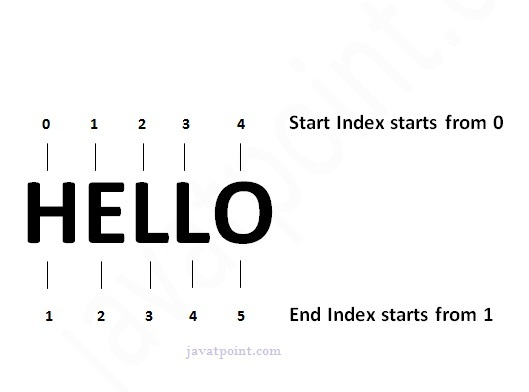 0 1 2 3 4 Start Index starts from 0
HELLO
1 2 3 4 5 End Index starts from 1
javatpoint.com